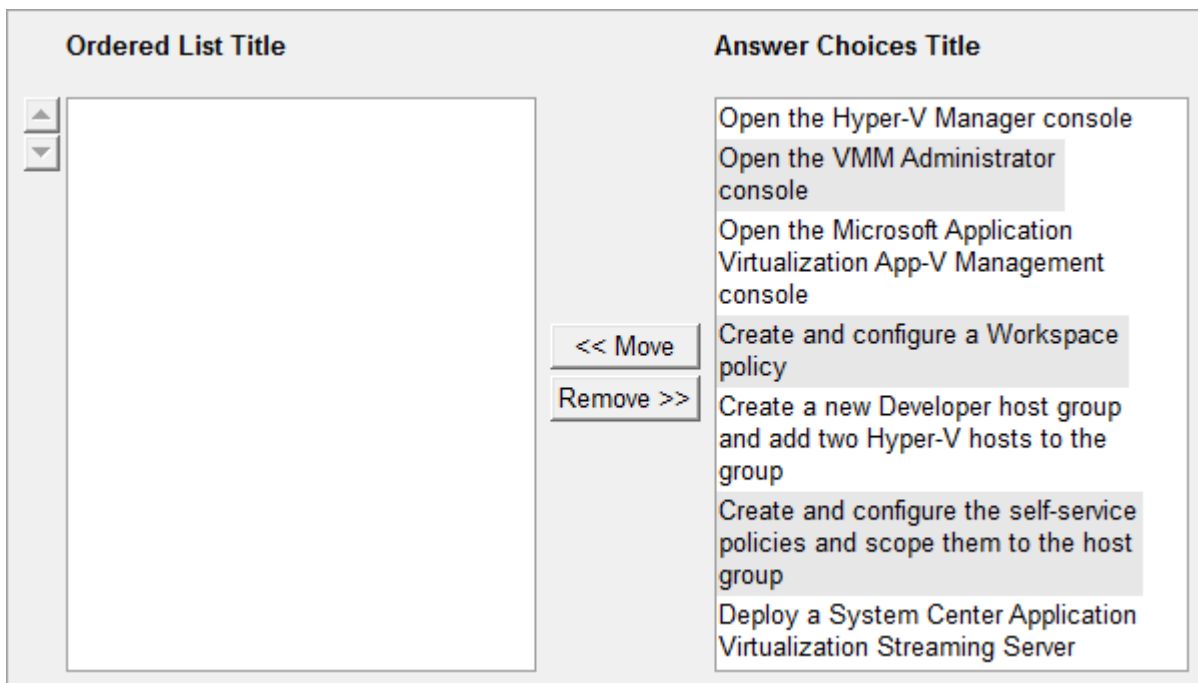 Ordered List Title
Answer Choices Title
Open the Hyper-V Manager console
Open the VMM Administrator
console
Open the Microsoft Application
Virtualization App-V Management
console
Create and configure a Workspace
policy
Create a new Developer host group
and add two Hyper-V hosts to the
group
Create and configure the self-service
policies and scope them to the host
group
Deploy a System Center Application
Virtualization Streaming Server
<< Move
Remove >>